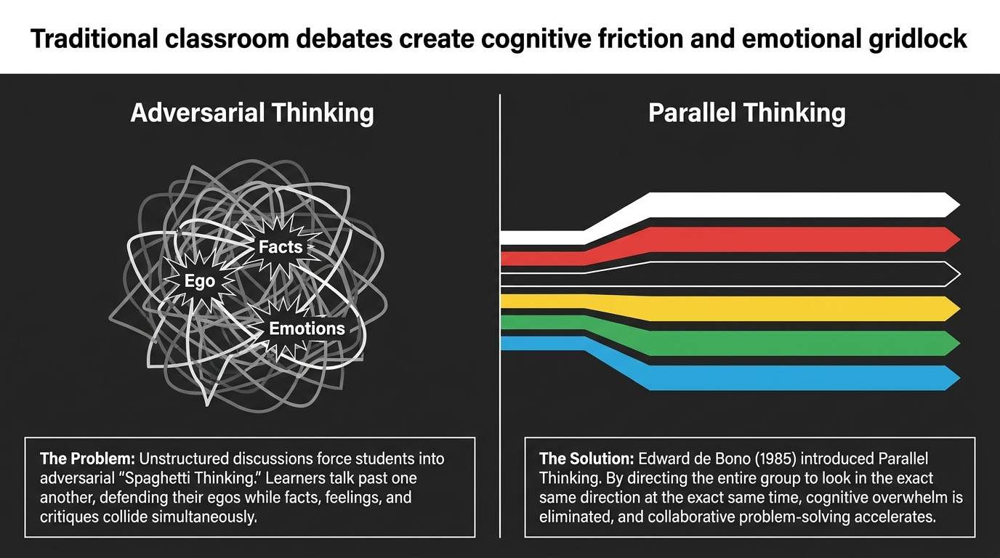 Traditional classroom debates create cognitive friction and emotional gridlock
Adversarial Thinking
Facts
Ego
Emotions
The Problem: Unstructured discussions force students into
adversarial “Spaghetti Thinking.” Learners talk past one
another, defending their egos while facts, feelings, and
critiques collide simultaneously.
Parallel Thinking
The Solution: Edward de Bono (1985) introduced Parallel
Thinking. By directing the entire group to look in the exact
same direction at the exact same time, cognitive overwhelm is
eliminated, and collaborative problem-solving accelerates.